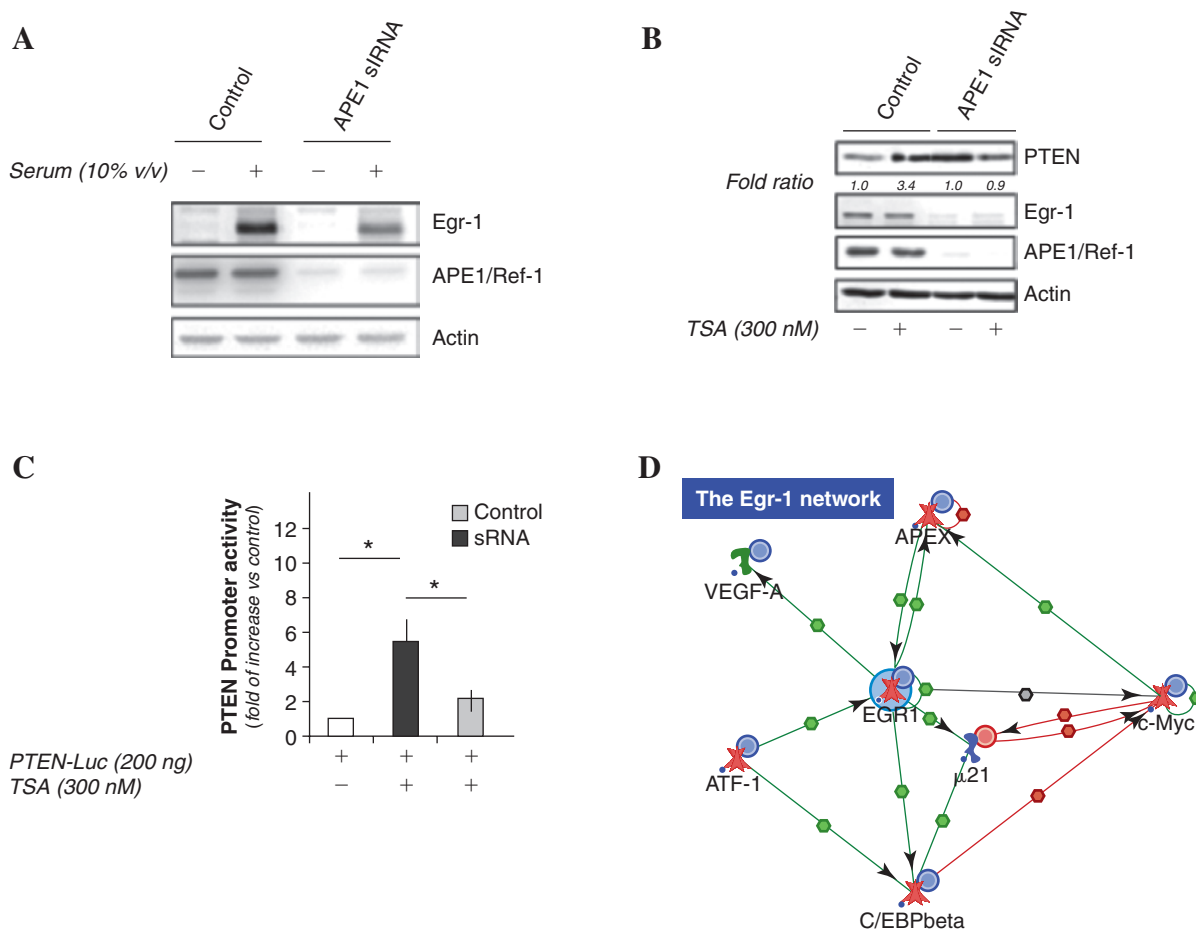 A
Control
APE1 sIRNA
Serum (10% v/v)
− + − +
Egr-1
APE1/Ref-1
Actin
B
Control
APE1 SIRNA
PTEN
Fold ratio
1.0 3.4 1.0 0.9
Egr-1
APE1/Ref-1
Actin
TSA (300 nM)
− + − +
C
PTEN Promoter activity
(fold of increase vs control)
12
10
8
6
4
2
0
* *
Control
sRNA
PTEN-Luc (200 ng)
+ + +
TSA (300 nM)
− + +
D
The Egr-1 network
APEX
VEGF-A
EGR1
c-Myc
ATF-1
μ21
C/EBPbeta